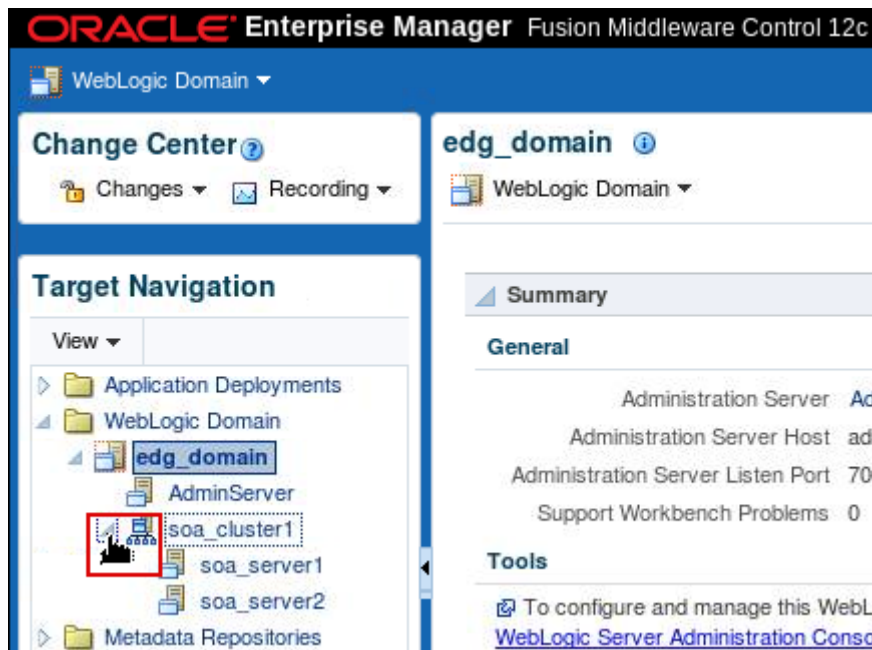 ORACLE Enterprise Manager Fusion Middleware Control 12c
WebLogic Domain
Change Center
Changes Recording
Target Navigation
View
Application Deployments
WebLogic Domain
edg_domain
AdminServer
soa_cluster1
soa_server1
soa_server2
Metadata Repositories
edg_domain
WebLogic Domain
Summary
General
Administration Server
Administration Server Host
Administration Server Listen Port 70
Support Workbench Problems 0
Tools
To configure and manage this WebL
WebLogic Server Administration Conso